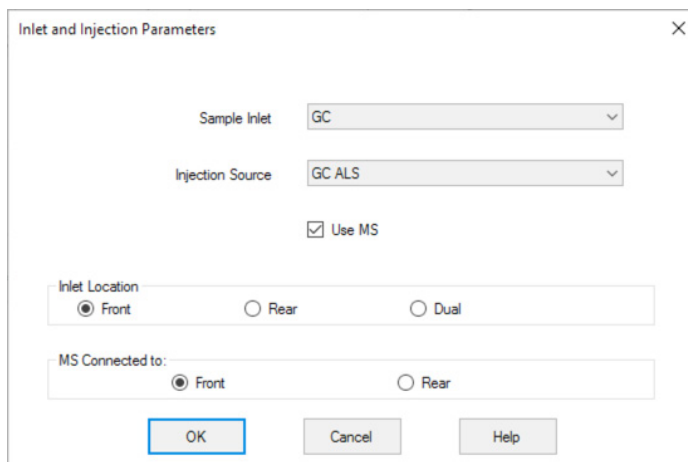 Inlet and Injection Parameters
Sample Inlet GC
Injection Source GC ALS
Use MS
Inlet Location
Front Rear Dual
MS Connected to:
Front Rear
OK Cancel Help